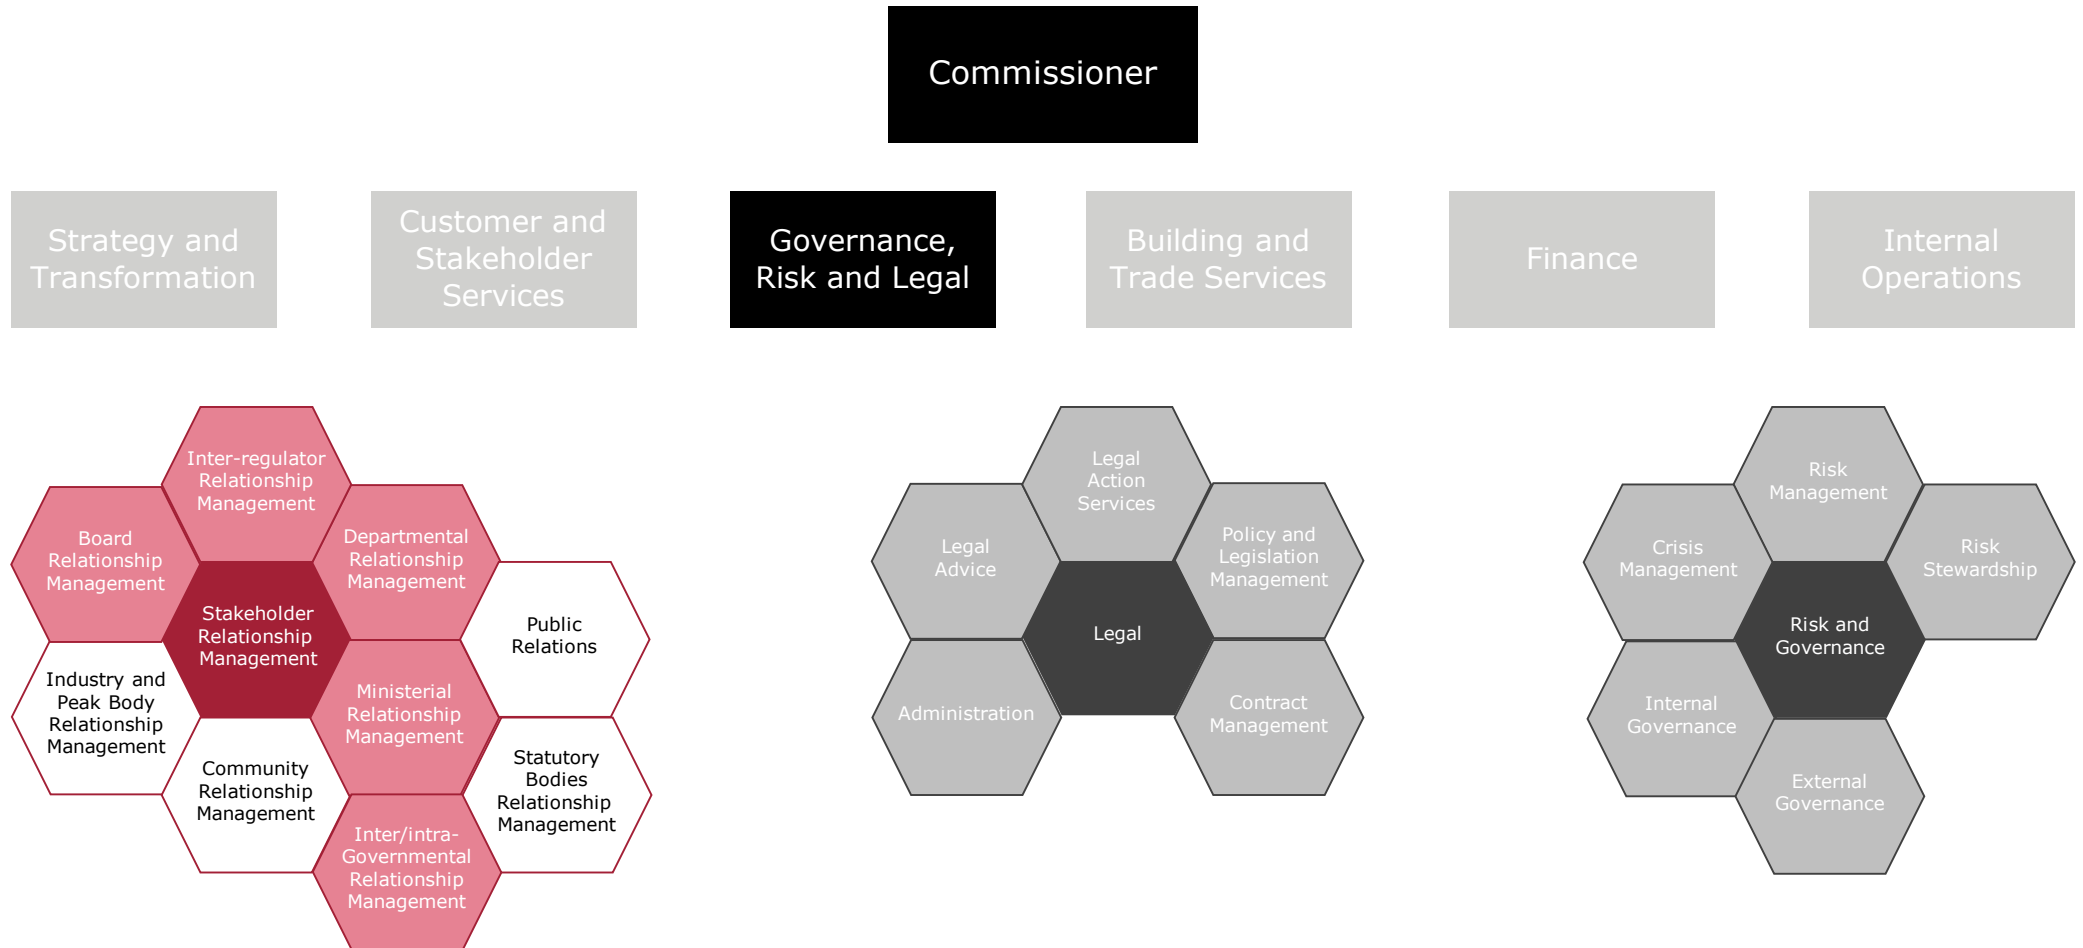 Commissioner
Strategy and
Transformation
Customer and
Stakeholder
Services
Governance,
Risk and Legal
Building and
Trade Services
Finance
Internal
Operations
Inter-regulator
Relationship
Management
Board
Relationship
Management
Departmental
Relationship
Management
Stakeholder
Relationship
Management
Public
Relations
Industry and
Peak Body
Relationship
Management
Ministerial
Relationship
Management
Community
Relationship
Management
Statutory
Bodies
Relationship
Management
Inter/intra-
Governmental
Relationship
Management
Legal
Action
Services
Legal
Advice
Policy and
Legislation
Management
Legal
Administration
Contract
Management
Risk
Management
Crisis
Management
Risk
Stewardship
Risk and
Governance
Internal
Governance
External
Governance